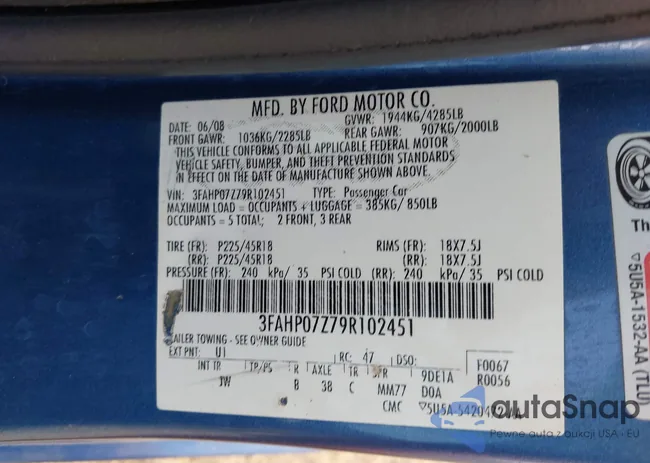 MFD. BY FORD MOTOR CO.
DATE: 06/08 GVWR: 1944KG/4285LB
FRONT GAWR: 1036KG/2285LB REAR GAWR: 907KG/2000LB
THIS VEHICLE CONFORMS TO ALL APPLICABLE FEDERAL MOTOR
VEHICLE SAFETY, BUMPER, AND THEFT PREVENTION STANDARDS
IN EFFECT ON THE DATE OF MANUFACTURE SHOWN ABOVE.
VIN: 3FAHP07Z79R102451 TYPE: Passenger Car
MAXIMUM LOAD = OCCUPANTS + LUGGAGE = 385KG/ 850LB
OCCUPANTS = 5 TOTAL; 2 FRONT, 3 REAR
TIRE (FR): P225/45R18 RIMS (FR): 18X7.5J
(RR): P225/45R18 (RR): 18X7.5J
PRESSURE (FR): 240 kPa/ 35 PSI COLD (RR): 240 kPa/ 35 PSI COLD
3FAHP07Z79R102451
AILER TOWING - SEE OWNER GUIDE
EXT PNT: U1 RC: 47 DSO: F0067
INT TR TP/PS R AXLE TR SPR 9DE1A R0056
JW B 38 C MM77 D0A
CMC
Th
5U5A-1532-AA (TLU)
autoSnap
Pewne auta z aukcji USA - EU